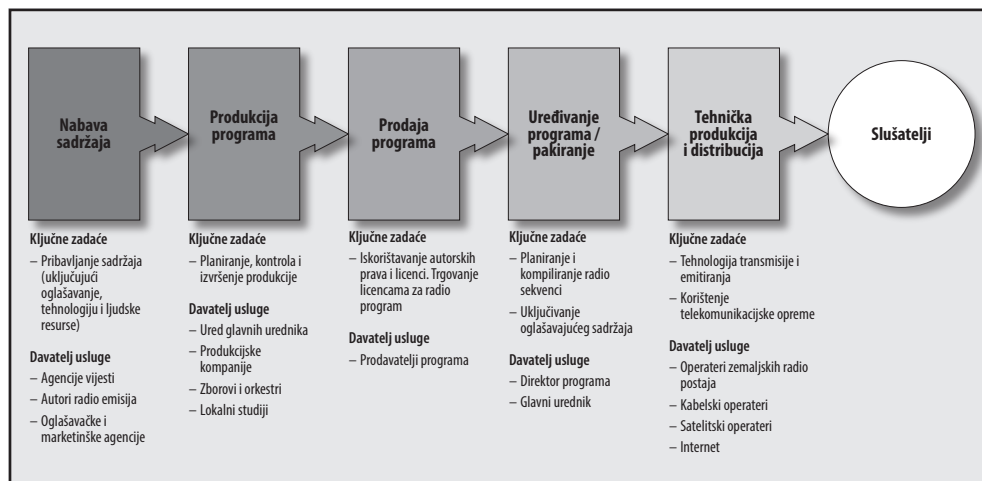 Nabava
sadržaja
Produkcija
programa
Prodaja
programa
Uređivanje
programa /
pakiranje
Tehnička
produkcija
i distribucija
Slušatelji
Ključne zadaće
– Pribavljanje sadržaja
(uključujući
oglašavanje,
tehnologiju i ljudske
resurse)
Davatelj usluge
– Agencije vijesti
– Autori radio emisija
– Oglašavačke i
marketinške agencije
Ključne zadaće
– Planiranje, kontrola i
izvršenje produkcije
Davatelj usluge
– Ured glavnih urednika
– Produkcijske
kompanije
– Zborovi i orkestri
– Lokalni studiji
Ključne zadaće
– Iskorištavanje autorskih
prava i licenci. Trgovanje
licencama za radio
program
Davatelj usluge
– Prodavatelji programa
Ključne zadaće
– Planiranje i
kompiliranje radio
sekvenci
– Uključivanje
oglašavajućeg sadržaja
Davatelj usluge
– Direktor programa
– Glavni urednik
Ključne zadaće
– Tehnologija transmisije i
emitiranja
– Korištenje
telekomunikacijske opreme
Davatelj usluge
– Operateri zemaljskih radio
postaja
– Kabelski operateri
– Satelitski operateri
– Internet